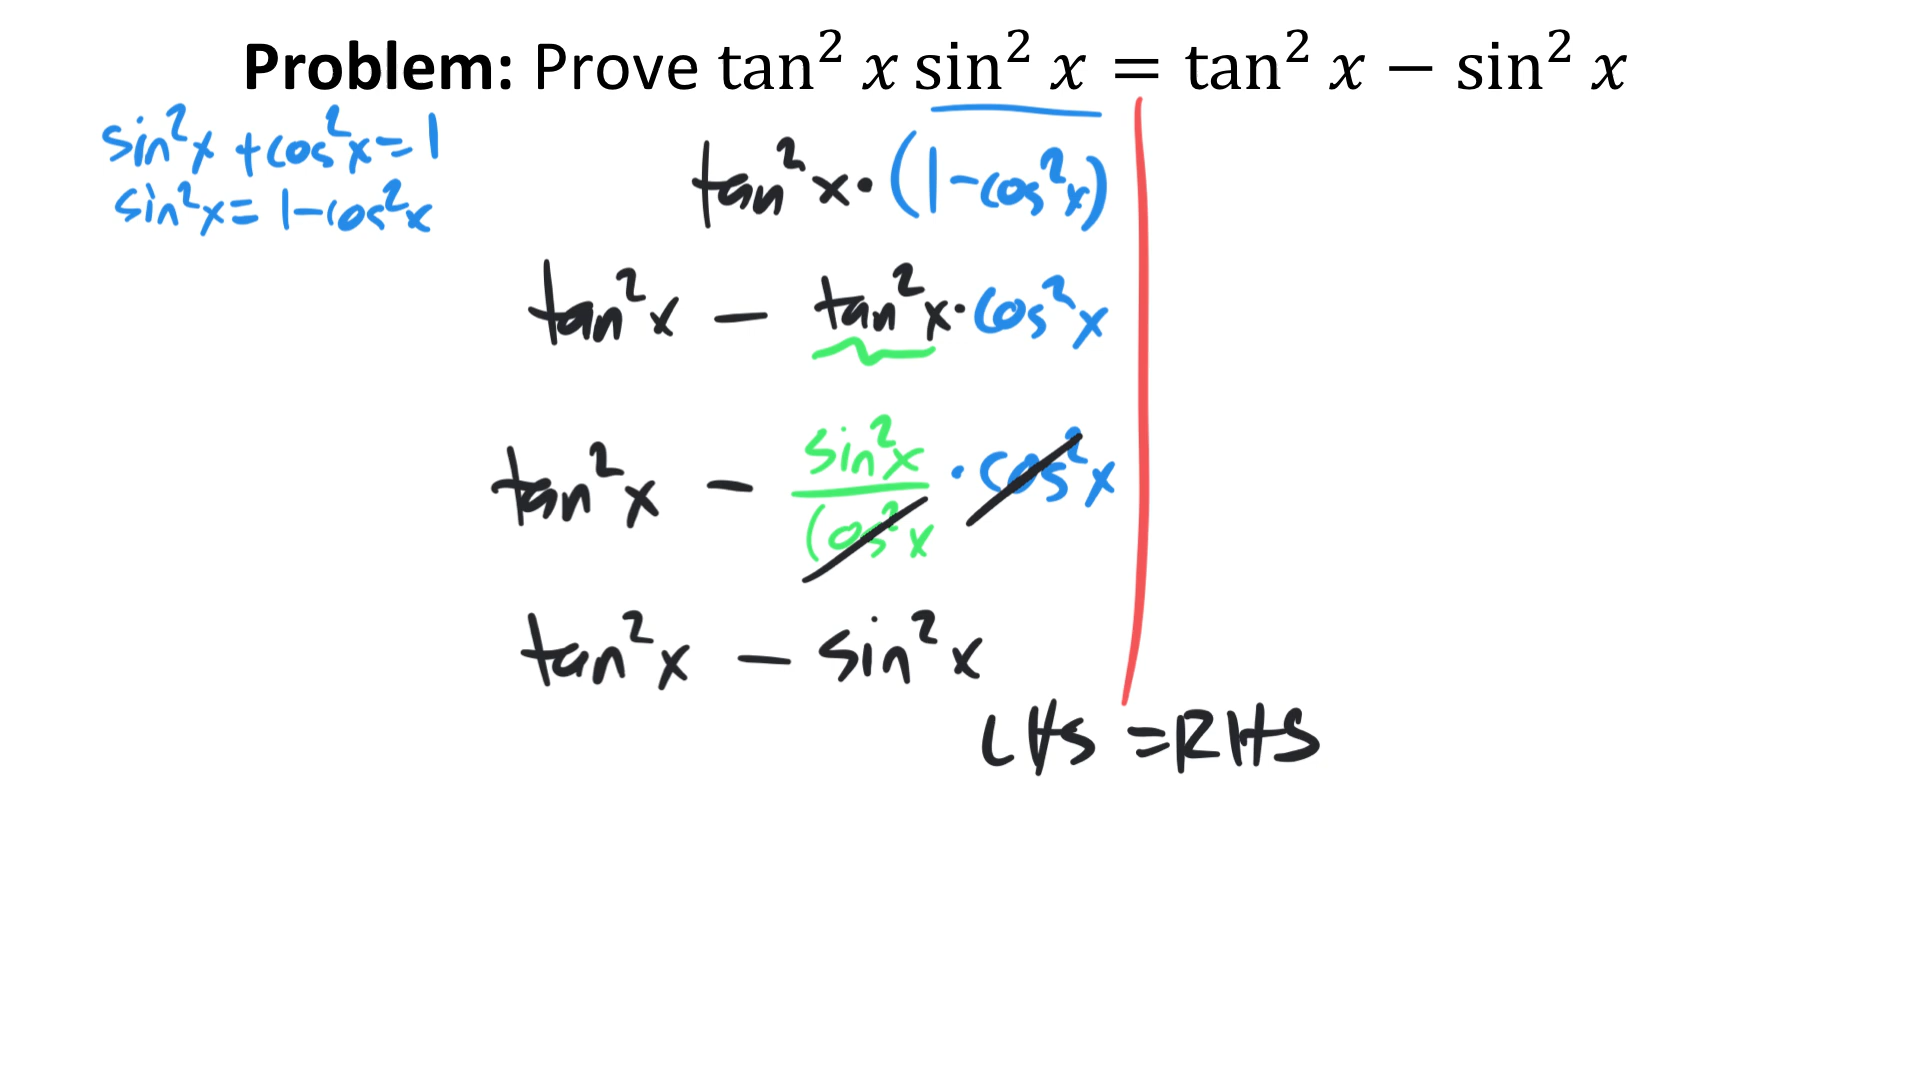 Problem: Prove tan² x sin² x = tan² x − sin² x
sin²x + cos²x = 1
sin²x = 1 − cos²x
tan²x · (1 − cos²x)
tan²x − tan²x · cos²x
tan²x − sin²x/cos²x · cos²x
tan²x − sin²x
LHS = RHS